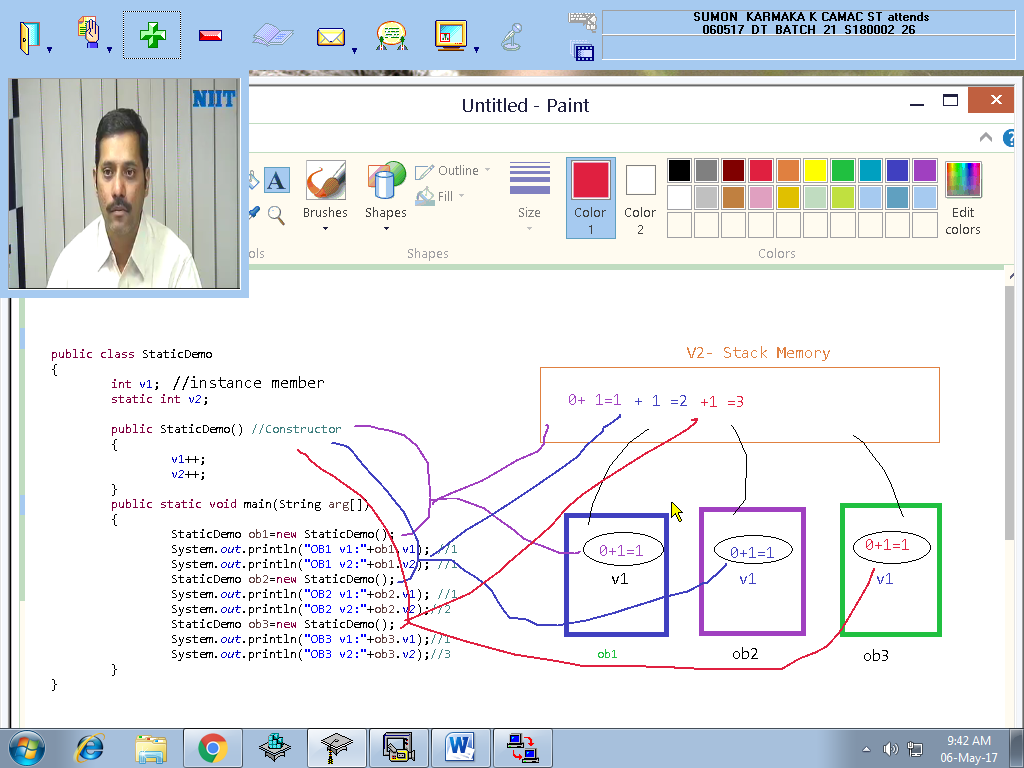 SUMON KARMAKA K CAMAC ST attends
060517_DT_BATCH_21_S180002_26
NIIT
Untitled - Paint
A
Outline
Fill
Brushes
Shapes
Size
Color 1
Color 2
Edit colors
ols
Shapes
Colors
V2- Stack Memory
0+ 1=1 + 1 =2 +1 =3
public class StaticDemo
{
int v1; //instance member
static int v2;
public StaticDemo() //Constructor
{
v1++;
v2++;
}
public static void main(String arg[])
{
StaticDemo ob1=new StaticDemo();
System.out.println("OB1 v1:"+ob1.v1); //1
System.out.println("OB1 v2:"+ob1.v2); //1
StaticDemo ob2=new StaticDemo();
System.out.println("OB2 v1:"+ob2.v1); //1
System.out.println("OB2 v2:"+ob2.v2);//2
StaticDemo ob3=new StaticDemo();
System.out.println("OB3 v1:"+ob3.v1);//1
System.out.println("OB3 v2:"+ob3.v2);//3
}
}
0+1=1
v1
ob1
0+1=1
v1
ob2
0+1=1
v1
ob3
9:42 AM
06-May-17